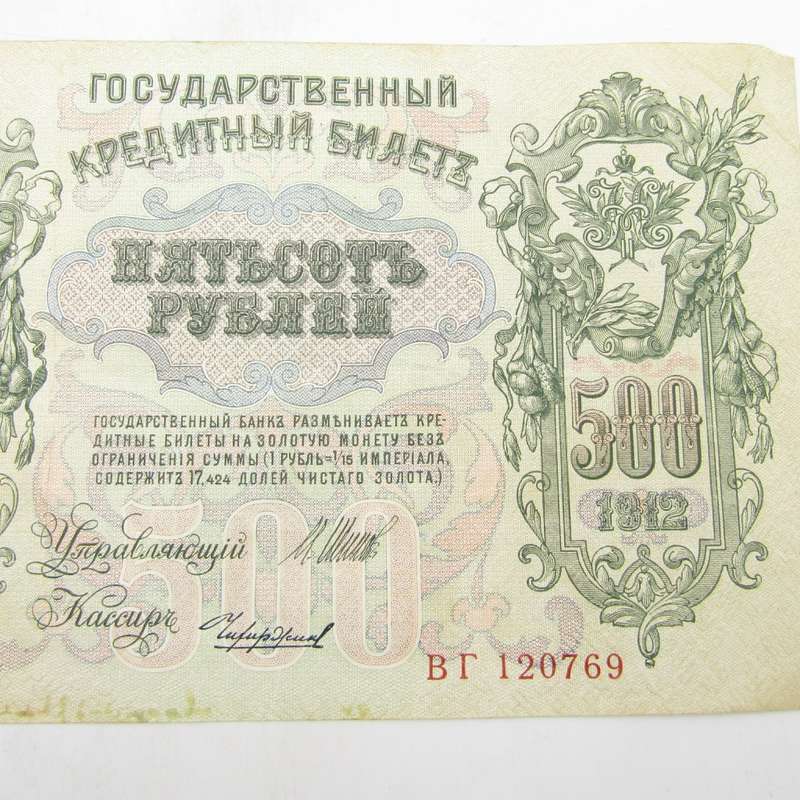 ГОСУДАРСТВЕННЫЙ
КРЕДИТНЫЙ БИЛЕТЪ
ПЯТЬСОТЪ
РУБЛЕЙ
ГОСУДАРСТВЕННЫЙ БАНКЪ РАЗМѢНИВАЕТЪ КРЕ-
ДИТНЫЕ БИЛЕТЫ НА ЗОЛОТУЮ МОНЕТУ БЕЗЪ
ОГРАНИЧЕНІЯ СУММЫ (1 РУБЛЬ=1/15 ИМПЕРІАЛА,
СОДЕРЖИТЪ 17,424 ДОЛЕЙ ЧИСТАГО ЗОЛОТА.)
500
1912
500
Управляющій
Кассиръ
ВГ 120769